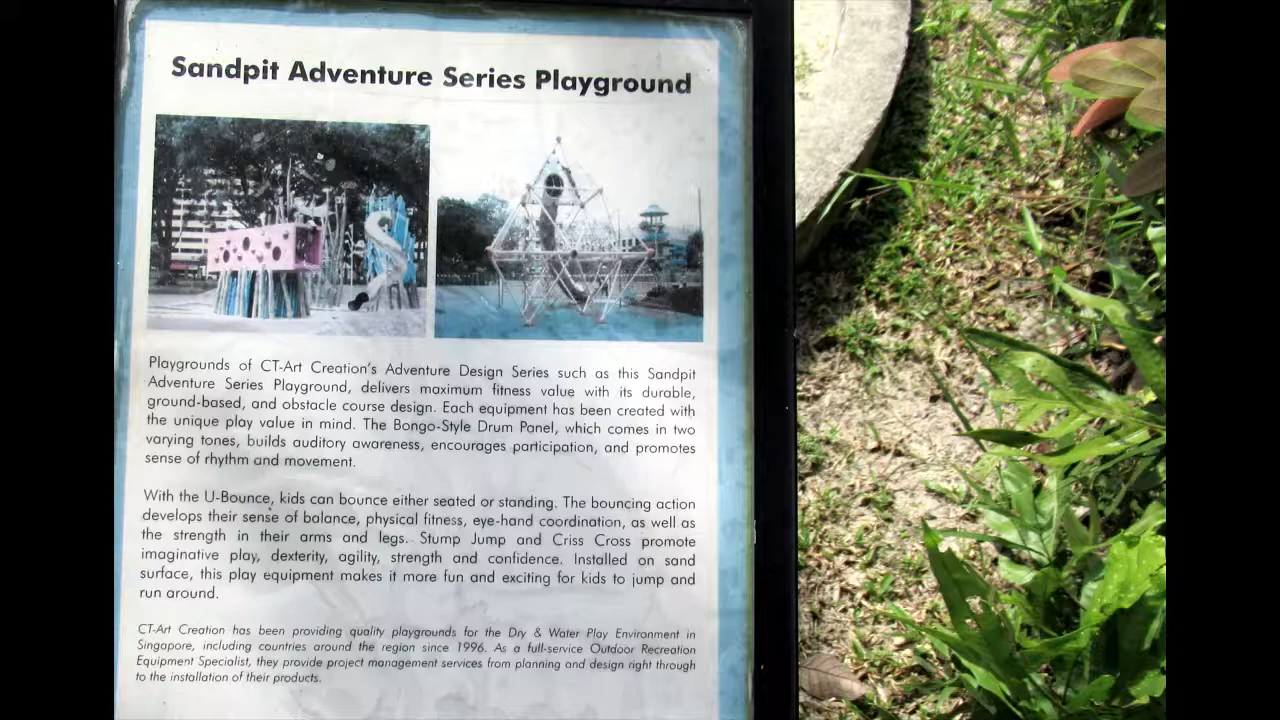 Sandpit Adventure Series Playground
Playgrounds of CT-Art Creation's Adventure Design Series such as this Sandpit
Adventure Series Playground, delivers maximum fitness value with its durable,
ground-based, and obstacle course design. Each equipment has been created with
the unique play value in mind. The Bongo-Style Drum Panel, which comes in two
varying tones, builds auditory awareness, encourages participation, and promotes
sense of rhythm and movement.
With the U-Bounce, kids can bounce either seated or standing. The bouncing action
develops their sense of balance, physical fitness, eye-hand coordination, as well as
the strength in their arms and legs. Stump Jump and Criss Cross promote
imaginative play, dexterity, agility, strength and confidence. Installed on sand
surface, this play equipment makes it more fun and exciting for kids to jump and
run around.
CT-Art Creation has been providing quality playgrounds for the Dry & Water Play Environment in
Singapore, including countries around the region since 1996. As a full-service Outdoor Recreation
Equipment Specialist, they provide project management services from planning and design right through
to the installation of their products.